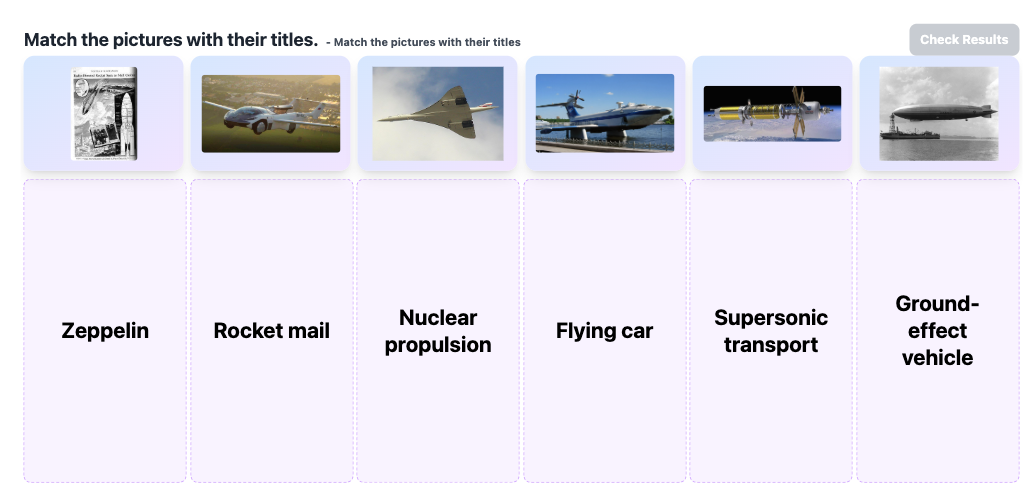 Match the pictures with their titles. - Match the pictures with their titles
Check Results
Zeppelin
Rocket mail
Nuclear
propulsion
Flying car
Supersonic
transport
Ground-
effect
vehicle